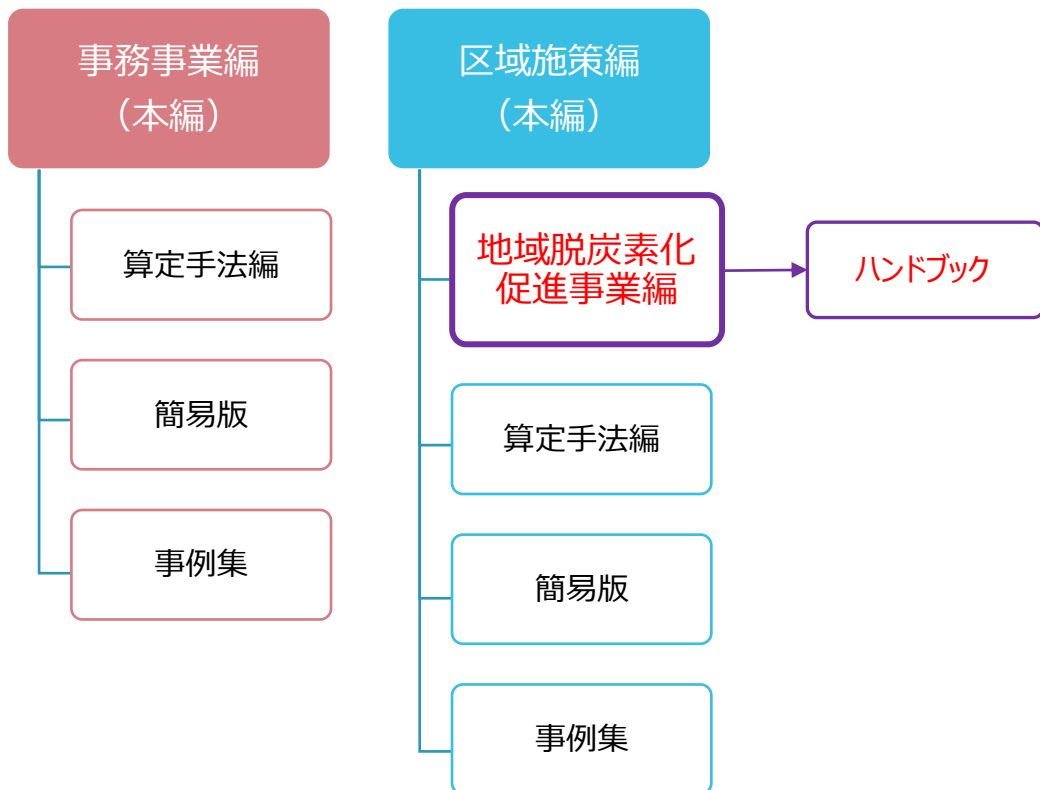 事務事業編
（本編）
算定手法編
簡易版
事例集
区域施策編
（本編）
地域脱炭素化
促進事業編
ハンドブック
算定手法編
簡易版
事例集